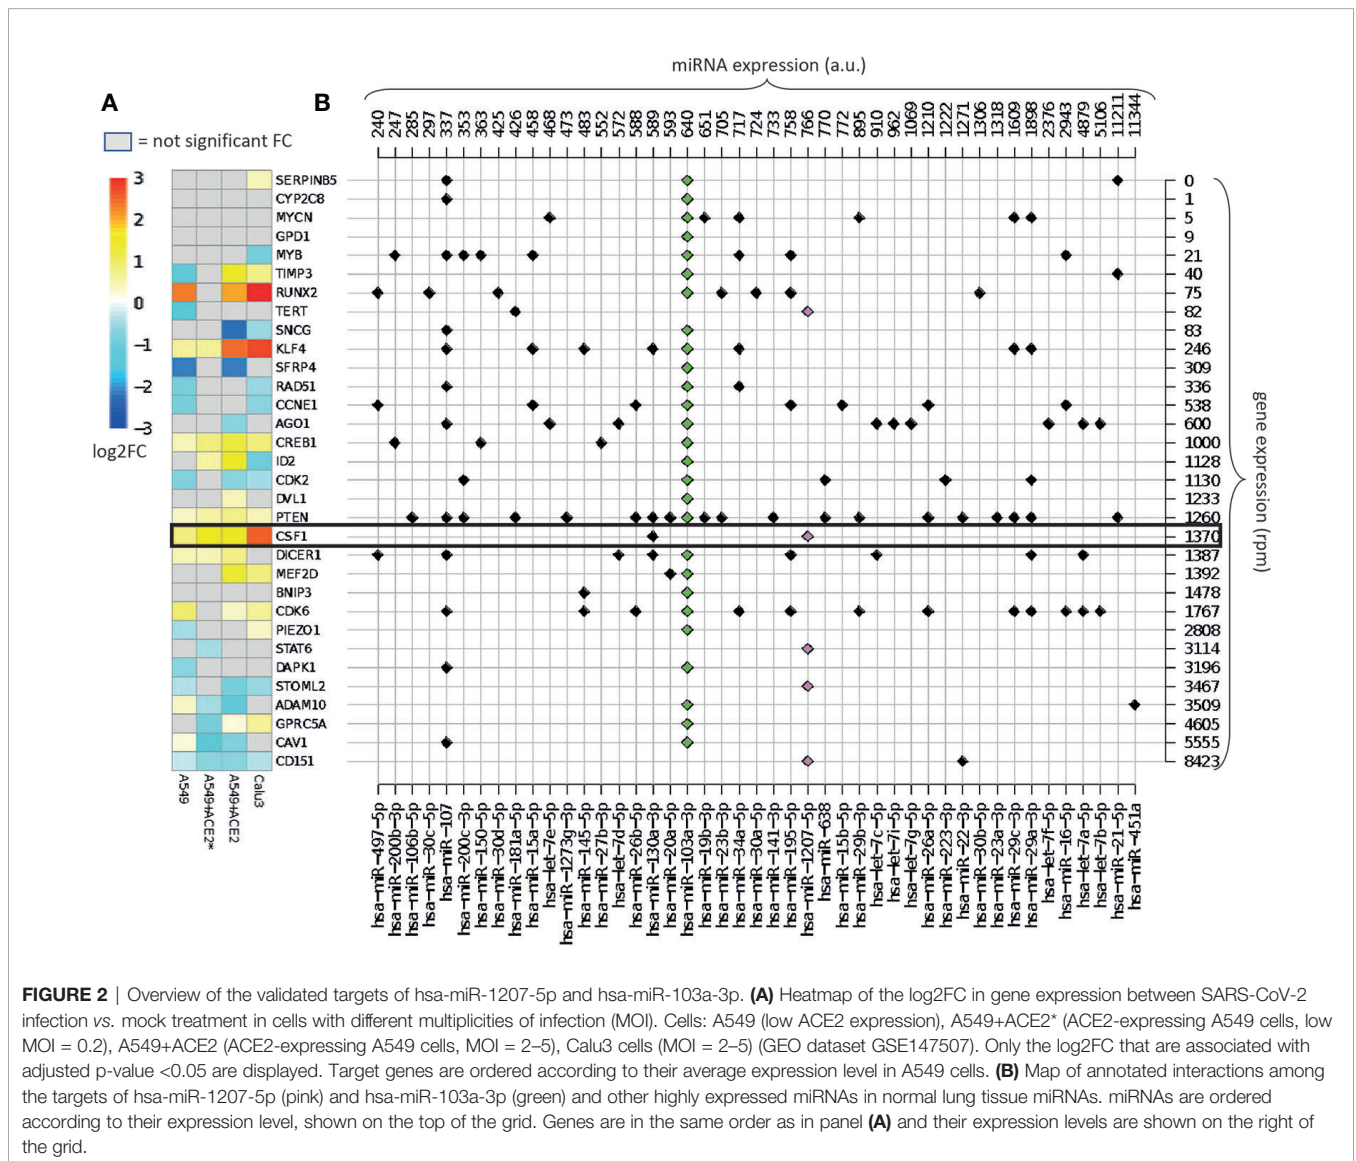 miRNA expression (a.u.)
A
B
240 247 285 297 337 353 363 425 426 458 468 473 483 552 572 588 589 593 640 651 705 717 724 733 758 766 770 772 895 910 962 1069 1210 1222 1271 1306 1318 1609 1898 2376 2943 4879 5106 11211 11344
= not significant FC
3
2
1
0
−1
−2
−3
log2FC
SERPINB5 0
CYP2C8 1
MYCN 5
GPD1 9
MYB 21
TIMP3 40
RUNX2 75
TERT 82
SNCG 83
KLF4 246
SFRP4 309
RAD51 336
CCNE1 538
AGO1 600
CREB1 1000
ID2 1128
CDK2 1130
DVL1 1233
PTEN 1260
CSF1 1370
DICER1 1387
MEF2D 1392
BNIP3 1478
CDK6 1767
PIEZO1 2808
STAT6 3114
DAPK1 3196
STOML2 3467
ADAM10 3509
GPRC5A 4605
CAV1 5555
CD151 8423
gene expression (rpm)
A549
A549+ACE2*
A549+ACE2
Calu3
hsa−miR−497−5p
hsa−miR−200b−3p
hsa−miR−106b−5p
hsa−miR−30c−5p
hsa−miR−107
hsa−miR−200c−3p
hsa−miR−150−5p
hsa−miR−30d−5p
hsa−miR−181a−5p
hsa−miR−15a−5p
hsa−let−7e−5p
hsa−miR−1273g−3p
hsa−miR−145−5p
hsa−miR−27b−3p
hsa−let−7d−5p
hsa−miR−26b−5p
hsa−miR−130a−3p
hsa−miR−20a−5p
hsa−miR−103a−3p
hsa−miR−19b−3p
hsa−miR−23b−3p
hsa−miR−34a−5p
hsa−miR−30a−5p
hsa−miR−141−3p
hsa−miR−195−5p
hsa−miR−1207−5p
hsa−miR−638
hsa−miR−15b−5p
hsa−miR−29b−3p
hsa−let−7c−5p
hsa−let−7i−5p
hsa−let−7g−5p
hsa−miR−26a−5p
hsa−miR−223−3p
hsa−miR−22−3p
hsa−miR−30b−5p
hsa−miR−23a−3p
hsa−miR−29c−3p
hsa−miR−29a−3p
hsa−let−7f−5p
hsa−miR−16−5p
hsa−let−7a−5p
hsa−let−7b−5p
hsa−miR−21−5p
hsa−miR−451a
FIGURE 2 | Overview of the validated targets of hsa-miR-1207-5p and hsa-miR-103a-3p. (A) Heatmap of the log2FC in gene expression between SARS-CoV-2
infection vs. mock treatment in cells with different multiplicities of infection (MOI). Cells: A549 (low ACE2 expression), A549+ACE2* (ACE2-expressing A549 cells, low
MOI = 0.2), A549+ACE2 (ACE2-expressing A549 cells, MOI = 2–5), Calu3 cells (MOI = 2–5) (GEO dataset GSE147507). Only the log2FC that are associated with
adjusted p-value <0.05 are displayed. Target genes are ordered according to their average expression level in A549 cells. (B) Map of annotated interactions among
the targets of hsa-miR-1207-5p (pink) and hsa-miR-103a-3p (green) and other highly expressed miRNAs in normal lung tissue miRNAs. miRNAs are ordered
according to their expression level, shown on the top of the grid. Genes are in the same order as in panel (A) and their expression levels are shown on the right of
the grid.